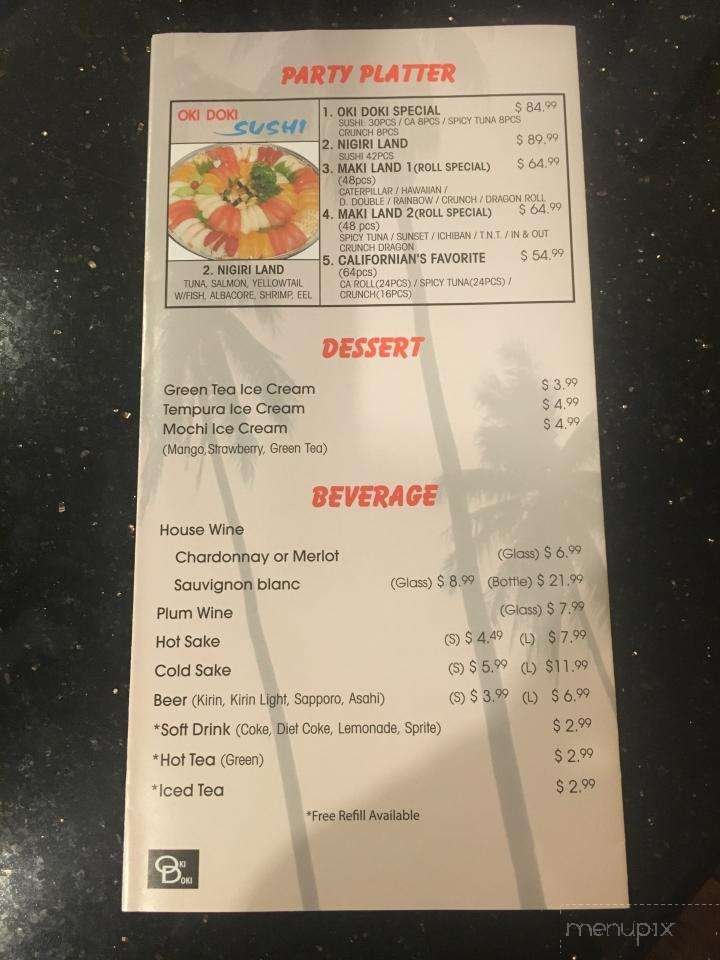 PARTY PLATTER
OKI DOKI
SUSHI
2. NIGIRI LAND
TUNA, SALMON, YELLOWTAIL
W/FISH, ALBACORE, SHRIMP, EEL
1. OKI DOKI SPECIAL $ 84.99
SUSHI: 30PCS / CA 8PCS / SPICY TUNA 8PCS
CRUNCH 8PCS
2. NIGIRI LAND $ 89.99
SUSHI 42PCS
3. MAKI LAND 1(ROLL SPECIAL) $ 64.99
(48pcs)
CATERPILLAR / HAWAIIAN /
D. DOUBLE / RAINBOW / CRUNCH / DRAGON ROLL
4. MAKI LAND 2(ROLL SPECIAL) $ 64.99
(48 pcs)
SPICY TUNA / SUNSET / ICHIBAN / T.N.T. / IN & OUT
CRUNCH DRAGON
5. CALIFORNIAN'S FAVORITE $ 54.99
(64pcs)
CA ROLL(24PCS) / SPICY TUNA(24PCS) /
CRUNCH(16PCS)
DESSERT
Green Tea Ice Cream $ 3.99
Tempura Ice Cream $ 4.99
Mochi Ice Cream $ 4.99
(Mango,Strawberry, Green Tea)
BEVERAGE
House Wine
Chardonnay or Merlot (Glass) $ 6.99
Sauvignon blanc (Glass) $ 8.99 (Bottle) $ 21.99
Plum Wine (Glass) $ 7.99
Hot Sake (S) $ 4.49 (L) $ 7.99
Cold Sake (S) $ 5.99 (L) $11.99
Beer (Kirin, Kirin Light, Sapporo, Asahi) (S) $ 3.99 (L) $ 6.99
*Soft Drink (Coke, Diet Coke, Lemonade, Sprite) $ 2.99
*Hot Tea (Green) $ 2.99
*Iced Tea $ 2.99
*Free Refill Available
OKI
DOKI
menupix